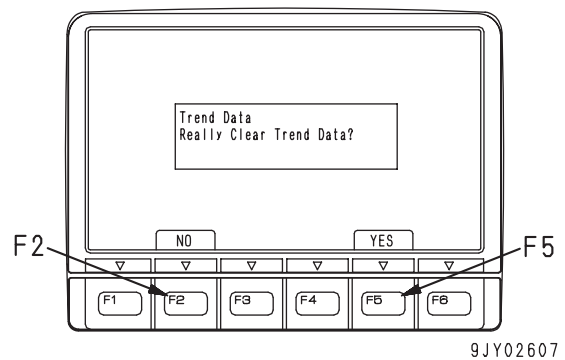 Trend Data
Really Clear Trend Data?
NO YES
F2 F5
F1 F2 F3 F4 F5 F6
9JY02607